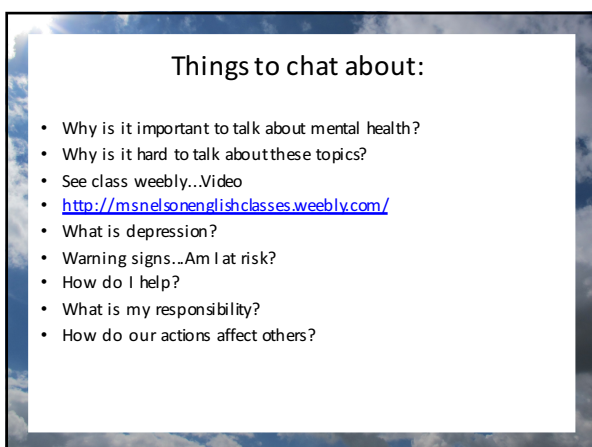 Things to chat about:
• Why is it important to talk about mental health?
• Why is it hard to talk about these topics?
• See class weebly...Video
• http://msnelsonenglishclasses.weebly.com/
• What is depression?
• Warning signs...Am I at risk?
• How do I help?
• What is my responsibility?
• How do our actions affect others?